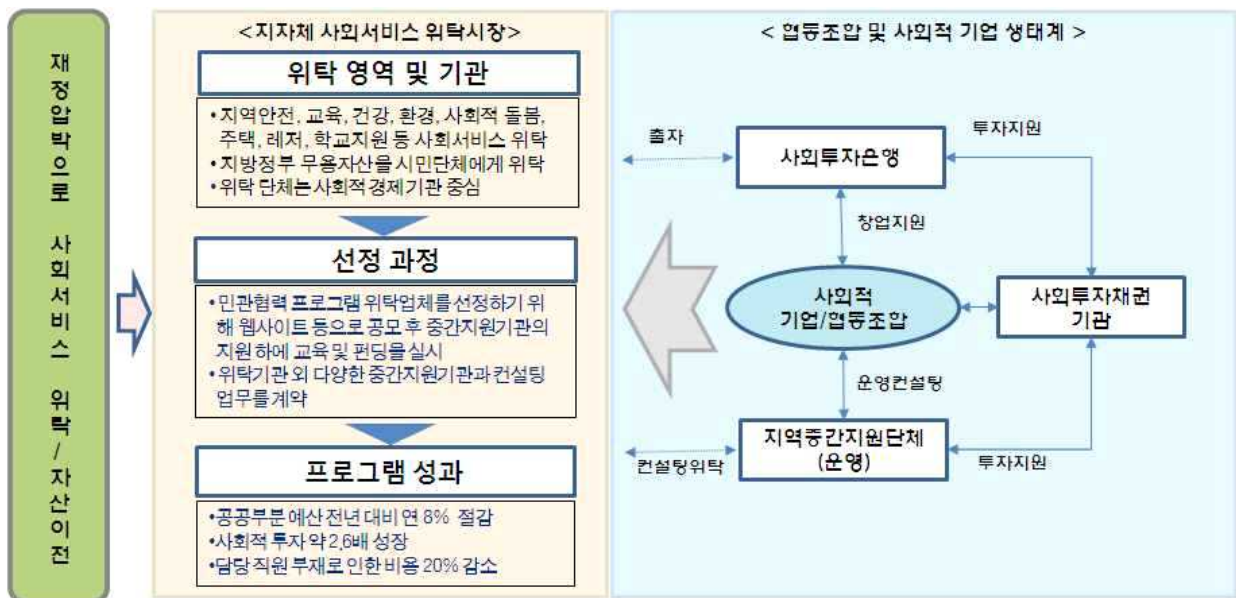 재정압박으로 사회서비스 위탁/자산이전
<지자체 사회서비스 위탁시장>
위탁 영역 및 기관
•지역안전, 교육, 건강, 환경, 사회적 돌봄,
주택, 레저, 학교지원 등 사회서비스 위탁
•지방정부 무용자산을 시민단체에게 위탁
•위탁 단체는 사회적경제기관 중심
선정 과정
•민관협력 프로그램 위탁업체를 선정하기 위
해 웹사이트 등으로 공모 후 중간지원기관의
지원 하에 교육 및 펀딩을 실시
•위탁기관 외 다양한 중간지원기관과 컨설팅
업무를 계약
프로그램 성과
•공공부분 예산 전년 대비 연 8% 절감
•사회적 투자 약 2.6배 성장
•담당 직원 부재로 인한 비용 20% 감소
< 협동조합 및 사회적 기업 생태계 >
출자
사회투자은행
투자지원
창업지원
사회적
기업/협동조합
사회투자채권
기관
운영컨설팅
컨설팅위탁
지역중간지원단체
(운영)
투자지원